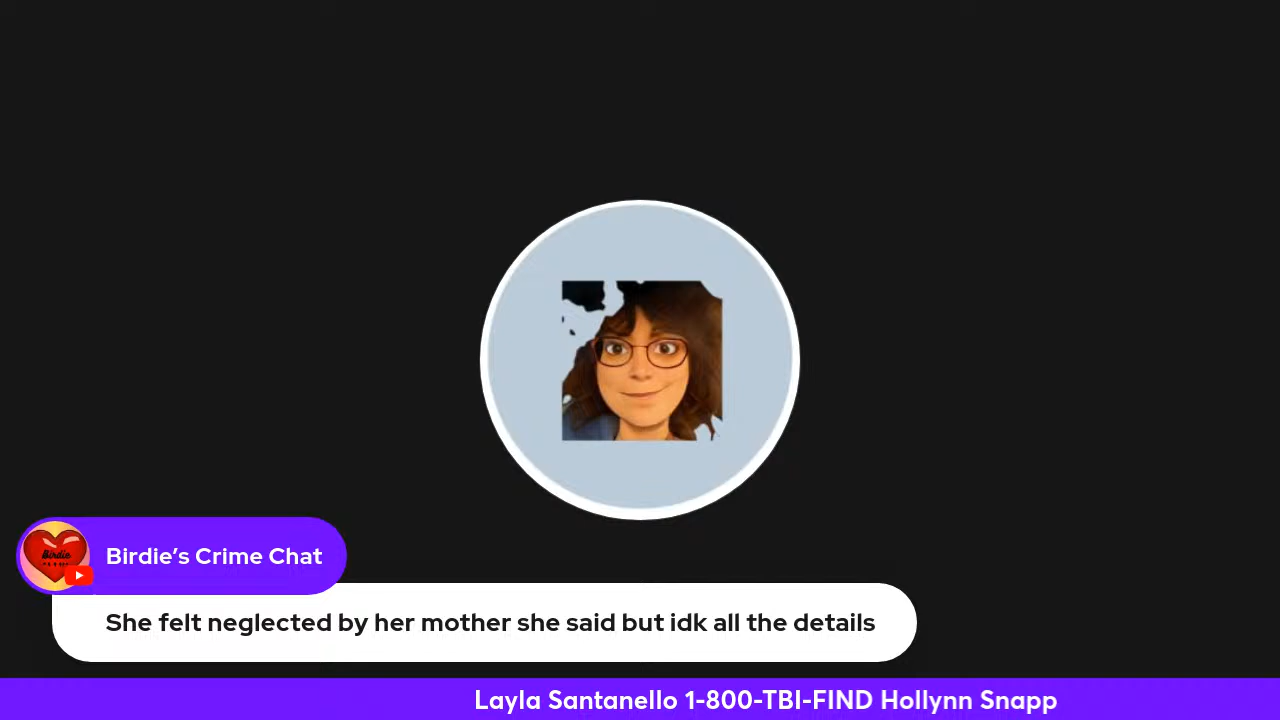 Birdie
Birdie's Crime Chat
She felt neglected by her mother she said but idk all the details
Layla Santanello 1-800-TBI-FIND Hollynn Snapp